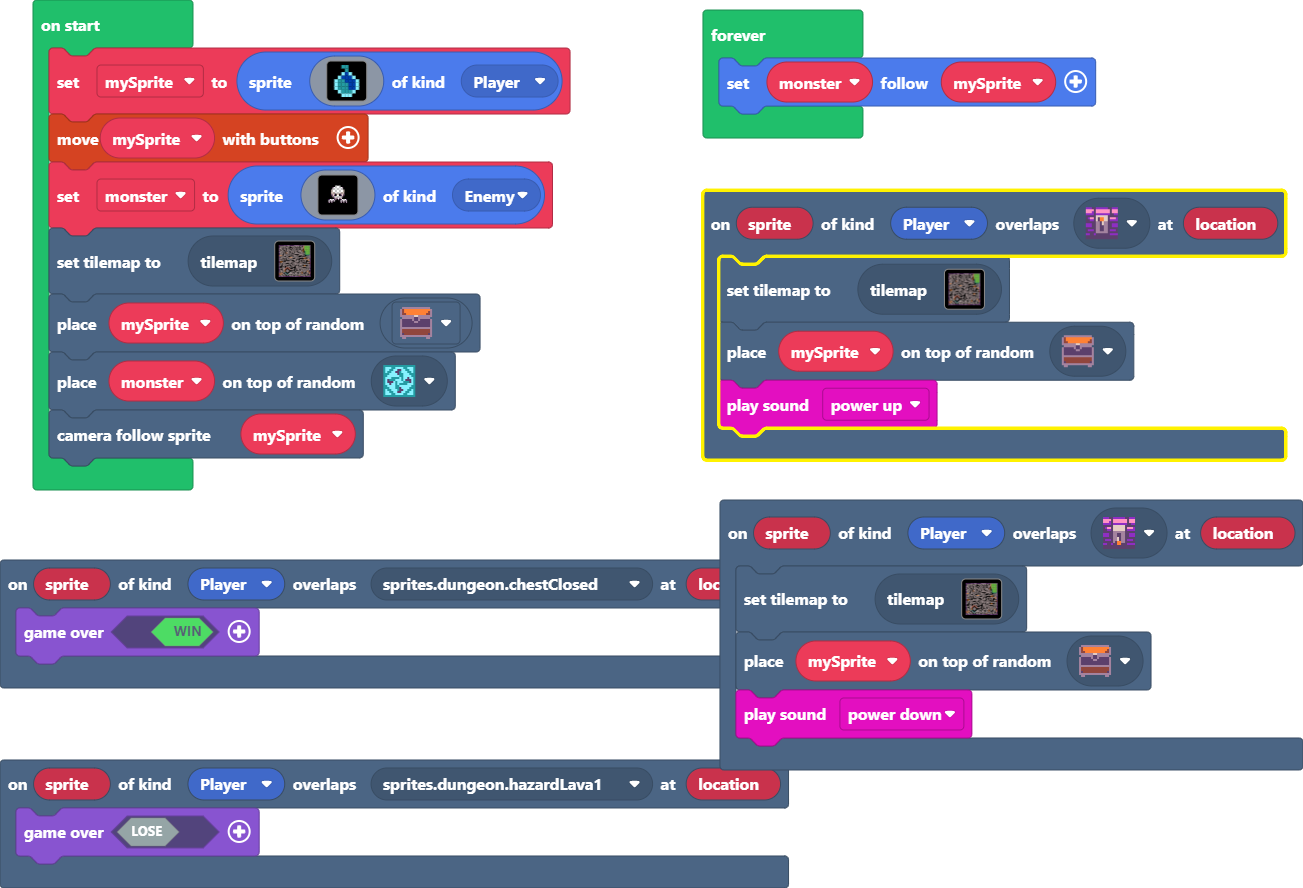 on start
set mySprite to sprite of kind Player
move mySprite with buttons
set monster to sprite of kind Enemy
set tilemap to tilemap
place mySprite on top of random
place monster on top of random
camera follow sprite mySprite
forever
set monster follow mySprite
on sprite of kind Player overlaps at location
set tilemap to tilemap
place mySprite on top of random
play sound power up
on sprite of kind Player overlaps sprites.dungeon.chestClosed at loc
game over WIN
on sprite of kind Player overlaps at location
set tilemap to tilemap
place mySprite on top of random
play sound power down
on sprite of kind Player overlaps sprites.dungeon.hazardLava1 at location
game over LOSE